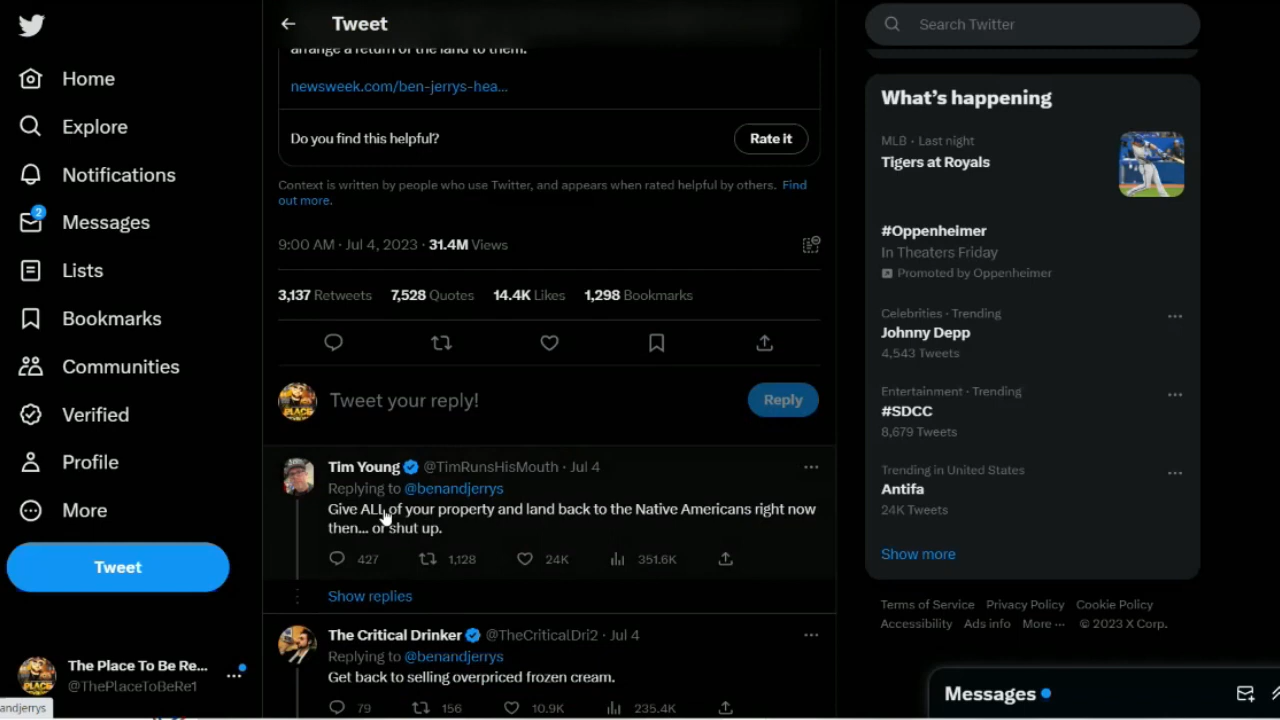 Home
Explore
Notifications
2
Messages
Lists
Bookmarks
Communities
Verified
Profile
More
Tweet
The Place To Be Re...
@ThePlaceToBeRe1
andjerrys
Tweet
arrange a return of the land to them.
newsweek.com/ben-jerrys-hea...
Do you find this helpful?
Rate it
Context is written by people who use Twitter, and appears when rated helpful by others. Find
out more.
9:00 AM · Jul 4, 2023 · 31.4M Views
3,137 Retweets 7,528 Quotes 14.4K Likes 1,298 Bookmarks
Tweet your reply!
Reply
Tim Young @TimRunsHisMouth · Jul 4
Replying to @benandjerrys
Give ALL of your property and land back to the Native Americans right now
then... or shut up.
427 1,128 24K 351.6K
Show replies
The Critical Drinker @TheCriticalDri2 · Jul 4
Replying to @benandjerrys
Get back to selling overpriced frozen cream.
79 156 10.9K 235.4K
Search Twitter
What's happening
MLB · Last night
Tigers at Royals
#Oppenheimer
In Theaters Friday
Promoted by Oppenheimer
Celebrities · Trending
Johnny Depp
4,543 Tweets
Entertainment · Trending
#SDCC
8,679 Tweets
Trending in United States
Antifa
24K Tweets
Show more
Terms of Service Privacy Policy Cookie Policy
Accessibility Ads info More ··· © 2023 X Corp.
Messages